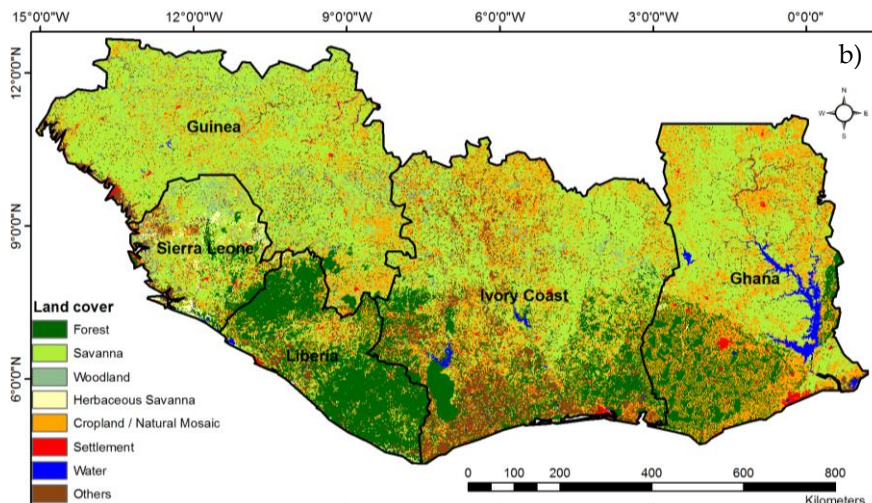 15°0'0"W 12°0'0"W 9°0'0"W 6°0'0"W 3°0'0"W 0°0'0"
b)
12°0'0"N
9°0'0"N
6°0'0"N
N
W E
S
Guinea
Sierra Leone
Liberia
Ivory Coast
Ghana
Land cover
Forest
Savanna
Woodland
Herbaceous Savanna
Cropland / Natural Mosaic
Settlement
Water
Others
0 100 200 400 600 800
Kilometers